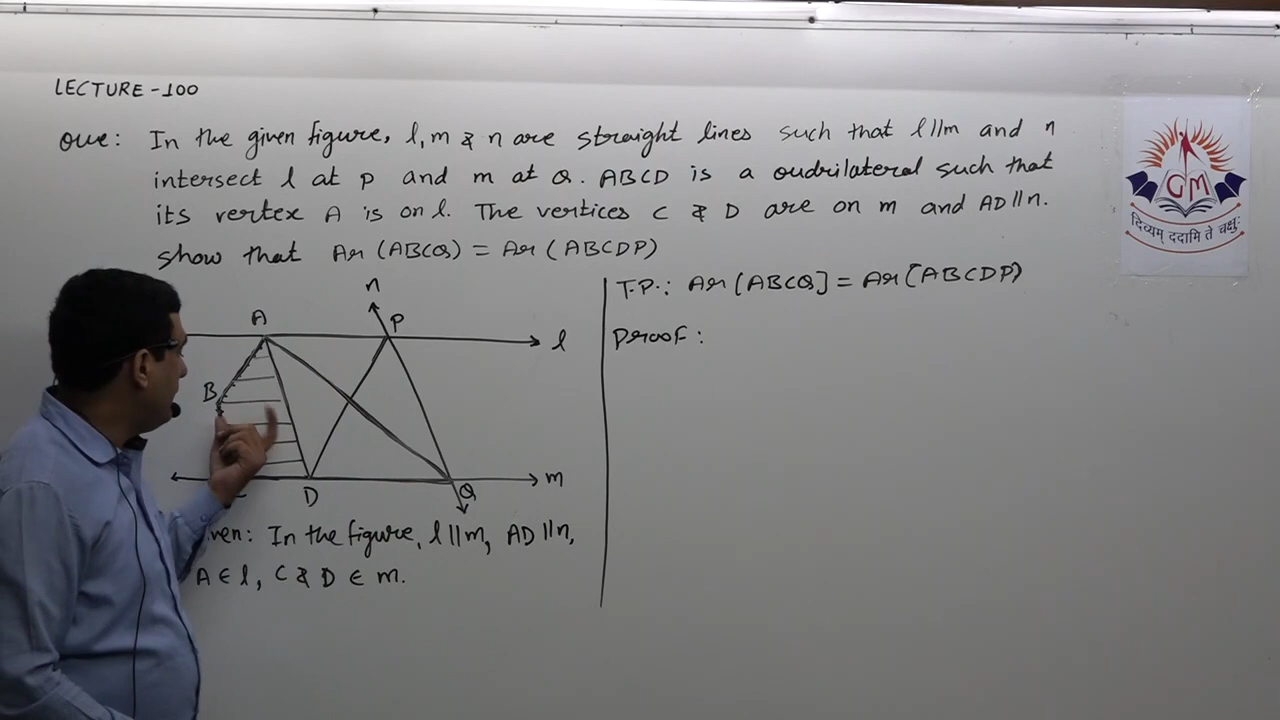 LECTURE - 100
Que: In the given figure, l, m & n are straight lines such that l || m and n
intersect l at P and m at Q. ABCD is a oudrilateral such that
its vertex A is on l. The vertices C & D are on m and AD || n.
show that Ar (ABCQ) = Ar (ABCDP)
GM
दिव्यम् ददामि ते चक्षुः
n
A
P
l
B
D
Q
m
ven: In the figure, l || m, AD || n,
A ∈ l, C & D ∈ m.
T.P.: Ar [ABCQ] = Ar [ABCDP)
Proof: